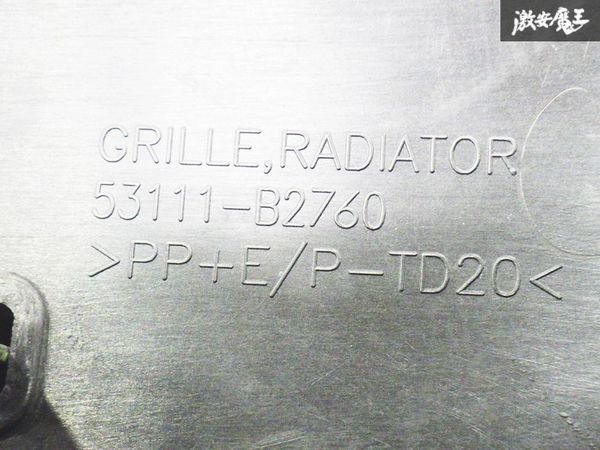 激安魔王
GRILLE,RADIATOR
53111-B2760
>PP+E/P-TD20<